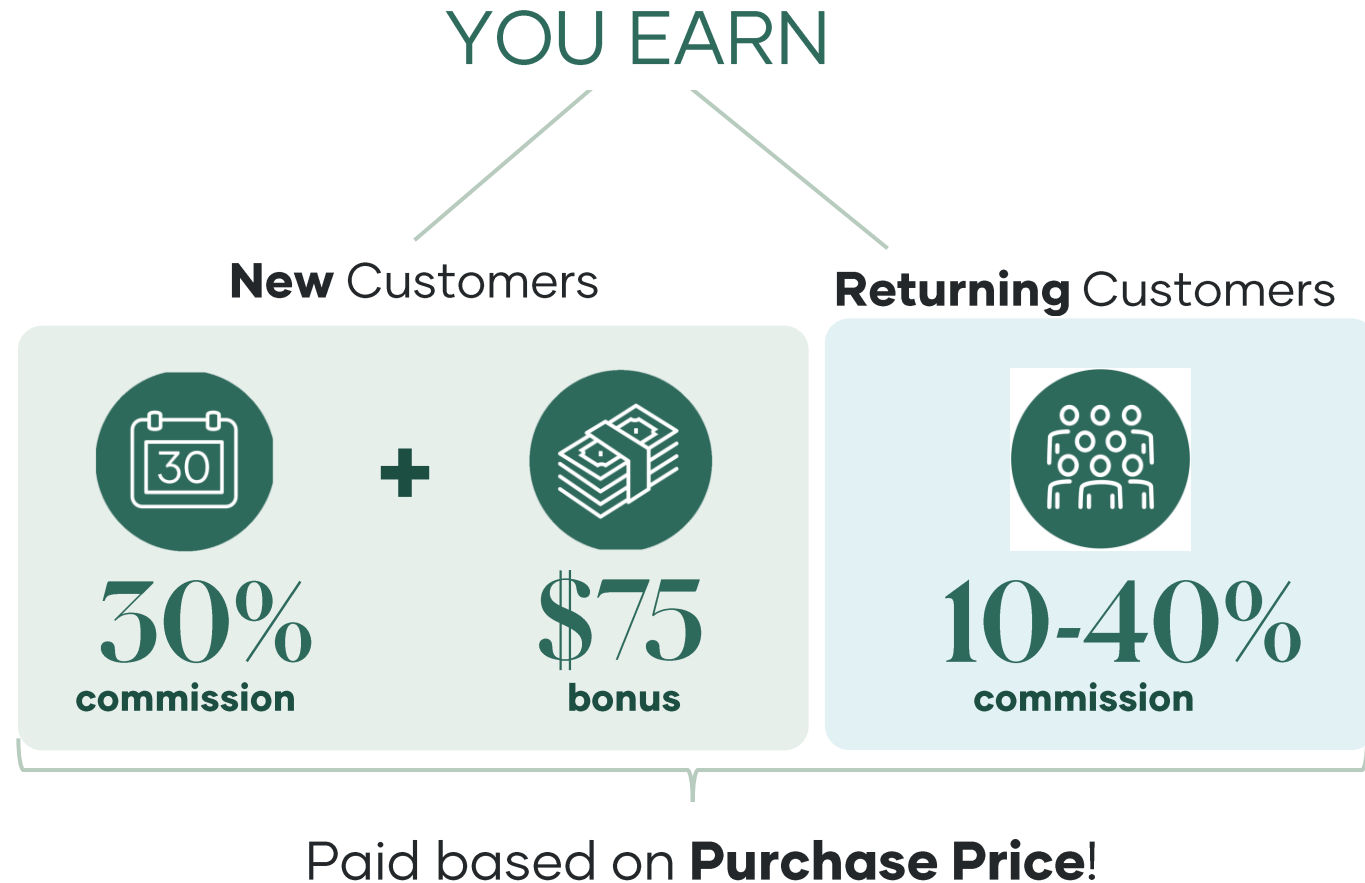 YOU EARN
New Customers
Returning Customers
30
30%
commission
+
$75
bonus
10-40%
commission
Paid based on Purchase Price!